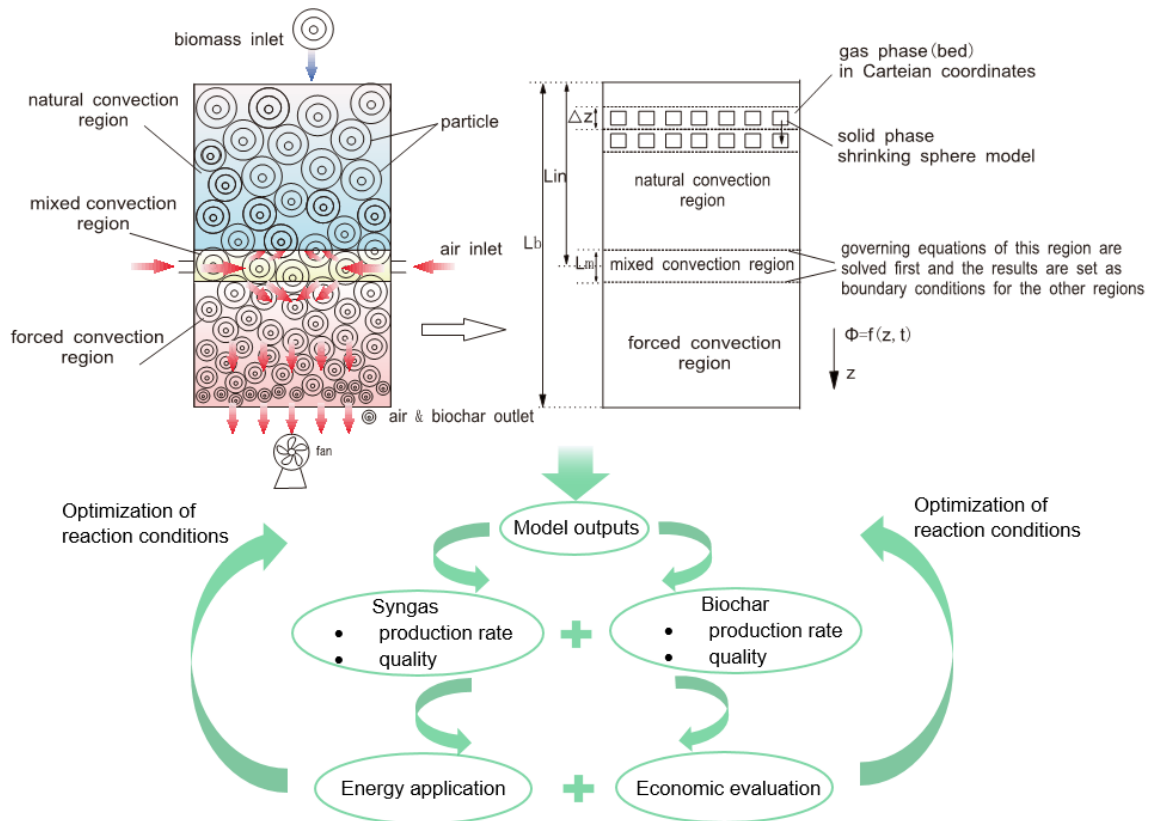 biomass inlet
natural convection
region
particle
mixed convection
region
air inlet
forced convection
region
air & biochar outlet
fan
gas phase(bed)
in Carteian coordinates
△z
solid phase
shrinking sphere model
Lin
natural convection
region
Lb
Lm
mixed convection region
governing equations of this region are
solved first and the results are set as
boundary conditions for the other regions
forced convection
region
Φ=f(z, t)
z
Optimization of
reaction conditions
Model outputs
Optimization of
reaction conditions
Syngas
• production rate
• quality
Biochar
• production rate
• quality
Energy application
Economic evaluation